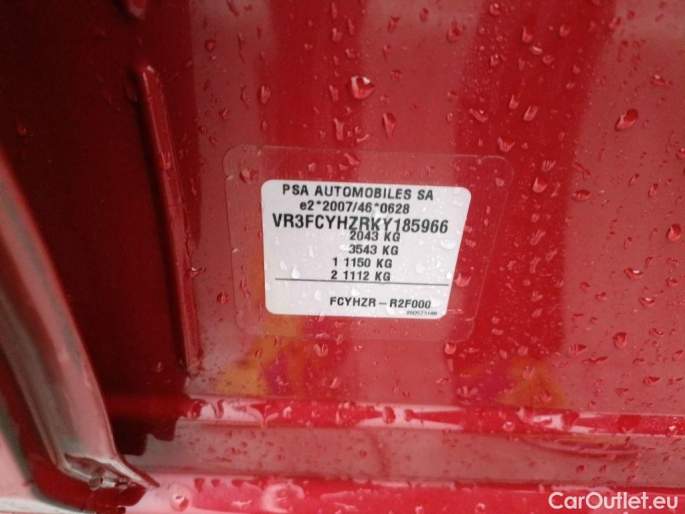 PSA AUTOMOBILES SA
e2*2007/46*0628
VR3FCYHZRKY185966
2043 KG
3543 KG
1 1150 KG
2 1112 KG
FCYHZR – R2F000
CarOutlet.eu